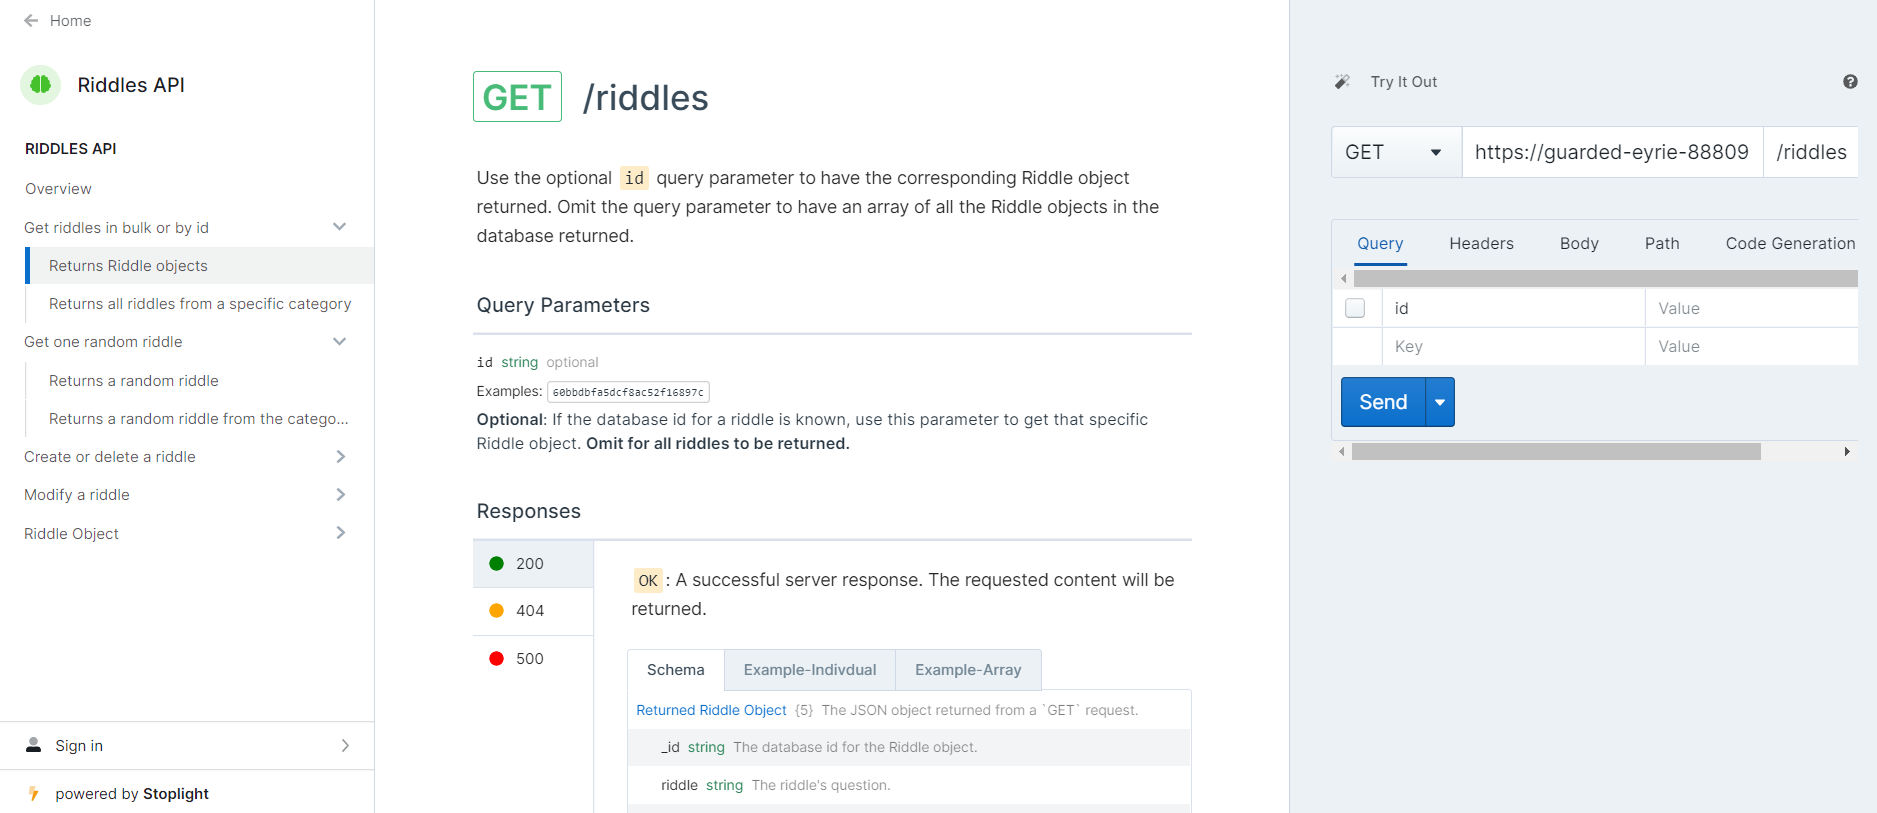 Home
Riddles API
RIDDLES API
Overview
Get riddles in bulk or by id
Returns Riddle objects
Returns all riddles from a specific category
Get one random riddle
Returns a random riddle
Returns a random riddle from the catego...
Create or delete a riddle
Modify a riddle
Riddle Object
Sign in
powered by Stoplight
GET /riddles
Use the optional id query parameter to have the corresponding Riddle object
returned. Omit the query parameter to have an array of all the Riddle objects in the
database returned.
Query Parameters
id string optional
Examples: 60bbdbfa5dcf8ac52f16897c
Optional: If the database id for a riddle is known, use this parameter to get that specific
Riddle object. Omit for all riddles to be returned.
Responses
200
404
500
OK: A successful server response. The requested content will be
returned.
Schema Example-Indivdual Example-Array
Returned Riddle Object {5} The JSON object returned from a `GET` request.
_id string The database id for the Riddle object.
riddle string The riddle's question.
Try It Out
GET https://guarded-eyrie-88809 /riddles
Query Headers Body Path Code Generation
id Value
Key Value
Send